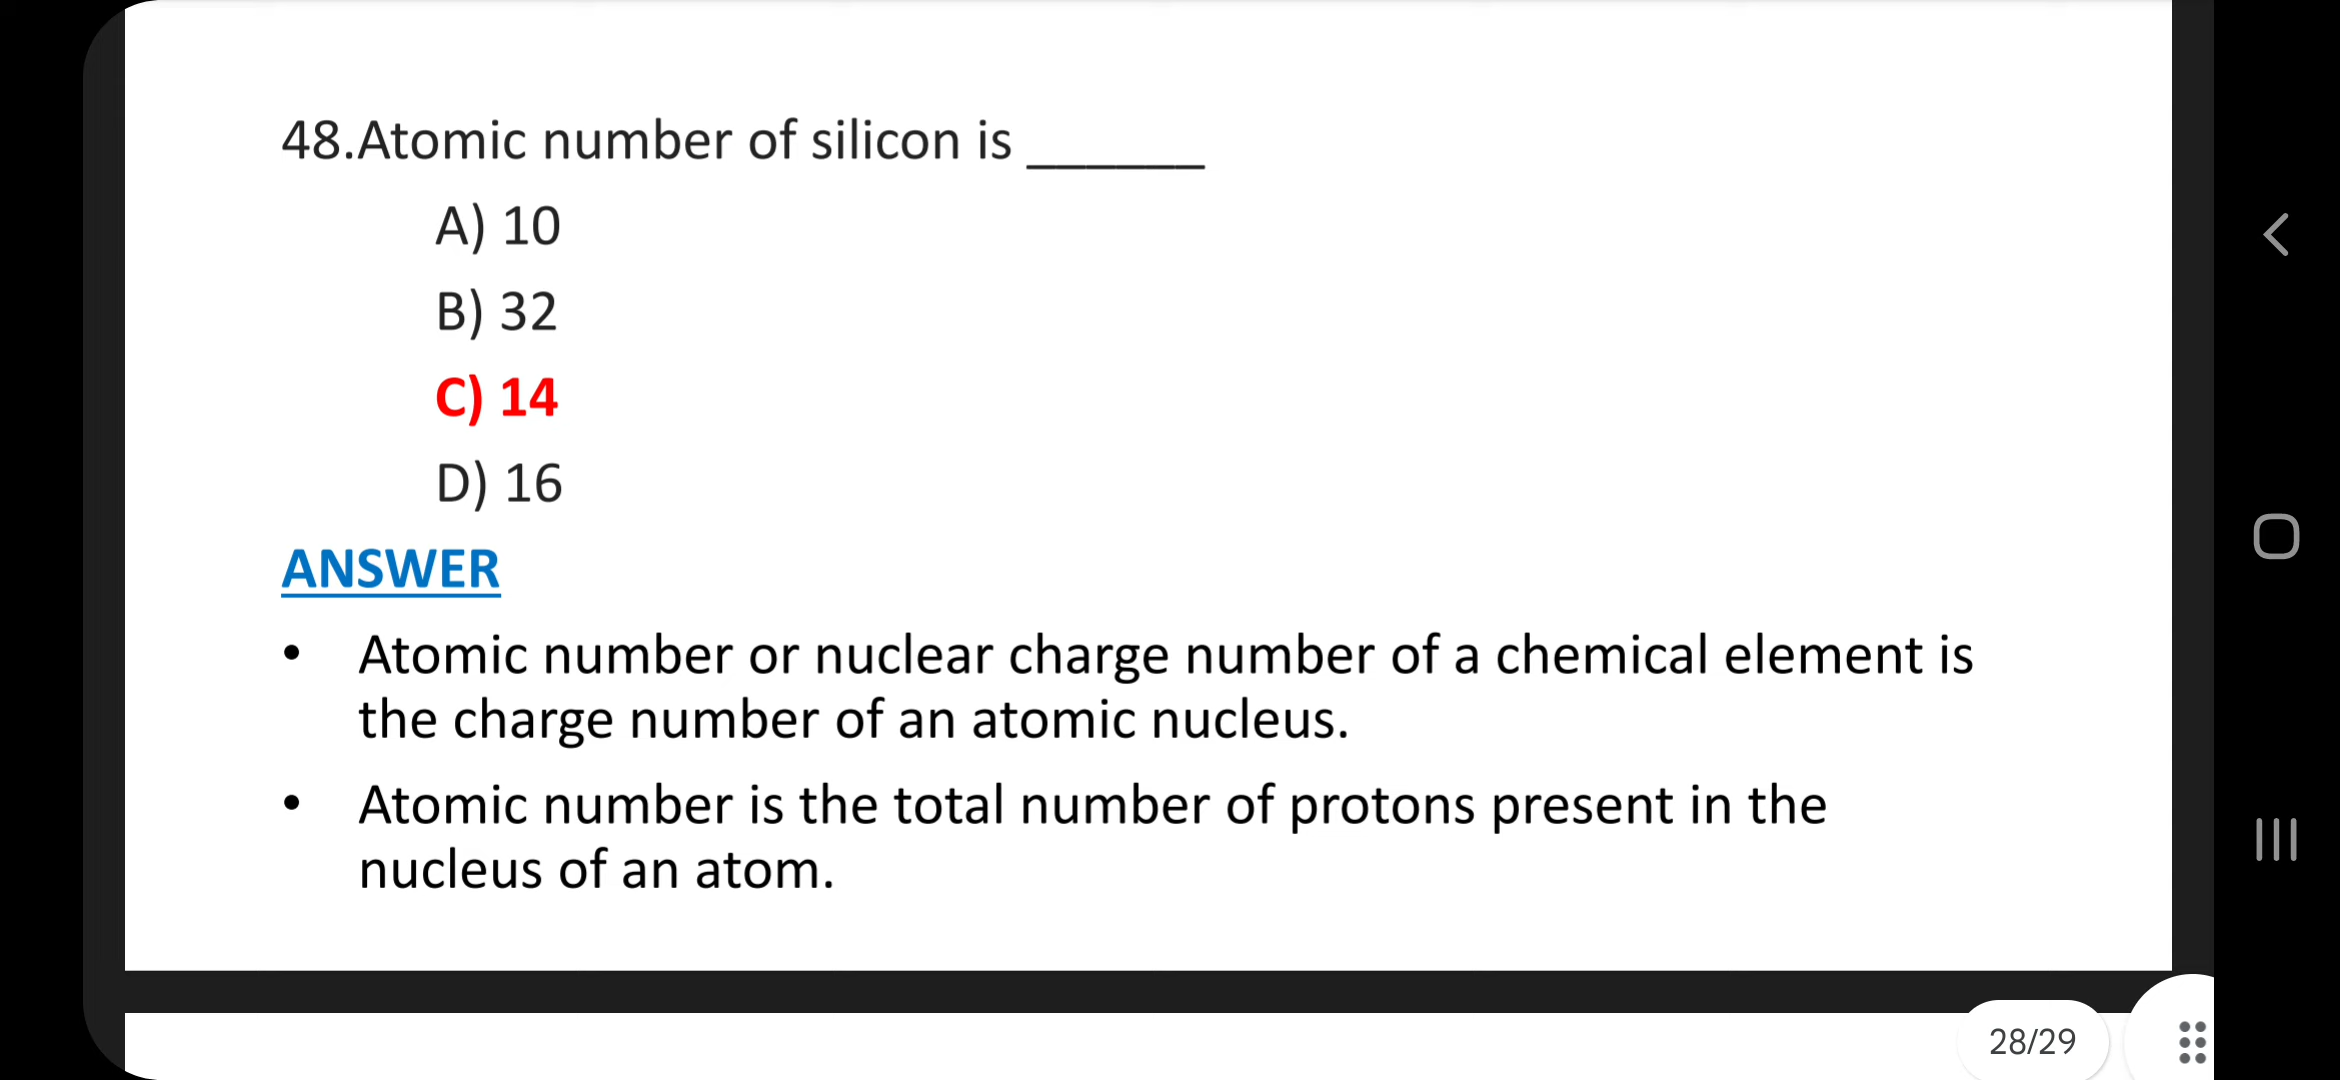 48.Atomic number of silicon is ______
A) 10
B) 32
C) 14
D) 16
ANSWER
• Atomic number or nuclear charge number of a chemical element is
the charge number of an atomic nucleus.
• Atomic number is the total number of protons present in the
nucleus of an atom.
28/29